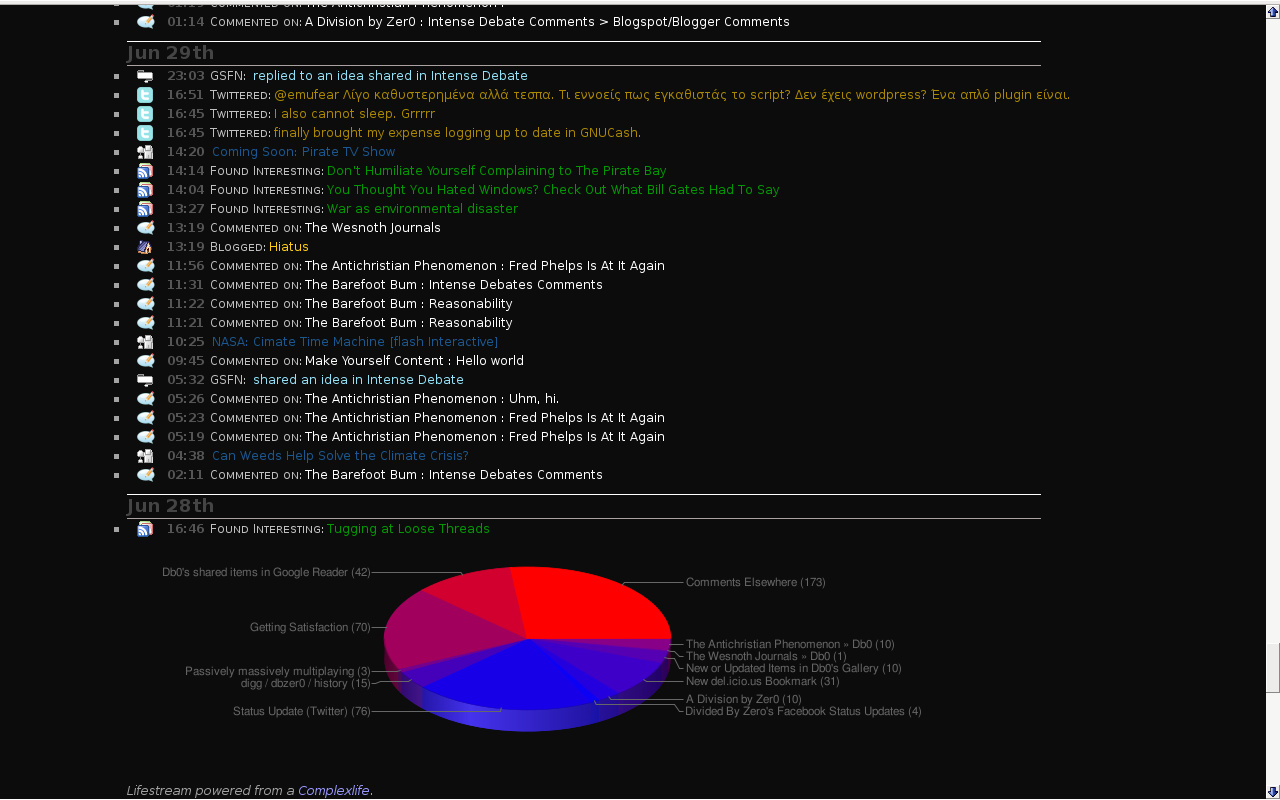 01:14 Commented on: A Division by Zer0 : Intense Debate Comments > Blogspot/Blogger Comments
Jun 29th
23:03 GSFN: replied to an idea shared in Intense Debate
16:51 Twittered: @emufear Λίγο καθυστερημένα αλλά τεσπα. Τι εννοείς πως εγκαθιστάς το script? Δεν έχεις wordpress? Ένα απλό plugin είναι.
16:45 Twittered: I also cannot sleep. Grrrrr
16:45 Twittered: finally brought my expense logging up to date in GNUCash.
14:20 Coming Soon: Pirate TV Show
14:14 Found Interesting: Don't Humiliate Yourself Complaining to The Pirate Bay
14:04 Found Interesting: You Thought You Hated Windows? Check Out What Bill Gates Had To Say
13:27 Found Interesting: War as environmental disaster
13:19 Commented on: The Wesnoth Journals
13:19 Blogged: Hiatus
11:56 Commented on: The Antichristian Phenomenon : Fred Phelps Is At It Again
11:31 Commented on: The Barefoot Bum : Intense Debates Comments
11:22 Commented on: The Barefoot Bum : Reasonability
11:21 Commented on: The Barefoot Bum : Reasonability
10:25 NASA: Cimate Time Machine [flash Interactive]
09:45 Commented on: Make Yourself Content : Hello world
05:32 GSFN: shared an idea in Intense Debate
05:26 Commented on: The Antichristian Phenomenon : Uhm, hi.
05:23 Commented on: The Antichristian Phenomenon : Fred Phelps Is At It Again
05:19 Commented on: The Antichristian Phenomenon : Fred Phelps Is At It Again
04:38 Can Weeds Help Solve the Climate Crisis?
02:11 Commented on: The Barefoot Bum : Intense Debates Comments
Jun 28th
16:46 Found Interesting: Tugging at Loose Threads
Db0's shared items in Google Reader (42)
Comments Elsewhere (173)
Getting Satisfaction (70)
The Antichristian Phenomenon » Db0 (10)
The Wesnoth Journals » Db0 (1)
New or Updated Items in Db0's Gallery (10)
Passively massively multiplaying (3)
New del.icio.us Bookmark (31)
digg / dbzer0 / history (15)
A Division by Zer0 (10)
Status Update (Twitter) (76)
Divided By Zero's Facebook Status Updates (4)
Lifestream powered from a Complexlife.